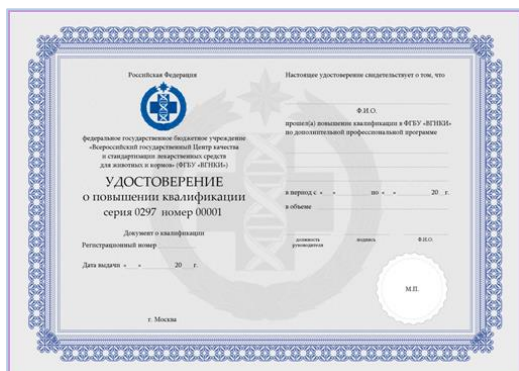 Российская Федерация
федеральное государственное бюджетное учреждение
«Всероссийский государственный Центр качества
и стандартизации лекарственных средств
для животных и кормов» (ФГБУ «ВГНКИ»)
УДОСТОВЕРЕНИЕ
о повышении квалификации
серия 0297 номер 00001
Документ о квалификации
Регистрационный номер
Дата выдачи « » 20 г.
г. Москва
Настоящее удостоверение свидетельствует о том, что
Ф.И.О.
прошел(а) повышении квалификации в ФГБУ «ВГНКИ»
по дополнительной профессиональной программе
в период с « » по « » 20 г.
в объеме
должность руководителя подпись Ф.И.О.
М.П.